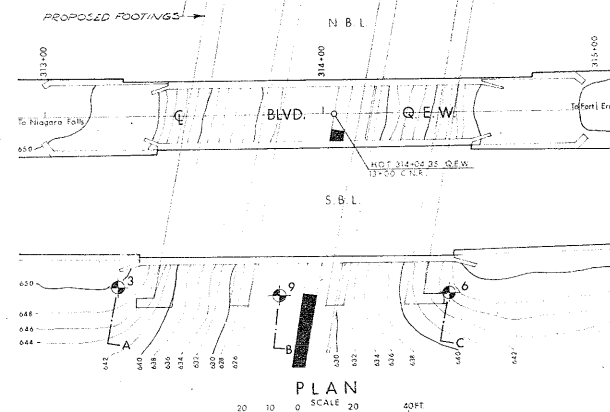 PROPOSED FOOTINGS
N.B.L
313+00
314+00
315+00
To Niagara Falls
℄ BLVD. Q.E.W.
To Fort Er
650
HDT 314+04.35 Q.E.W.
13+00 C.N.R.
S.B.L.
C
650
3
9
6
648
646
644
A
B
C
642 640 638 636 634 632 630 628 626 630 632 634 636 638 640 642
PLAN
SCALE
20 10 0 20 40 FT.